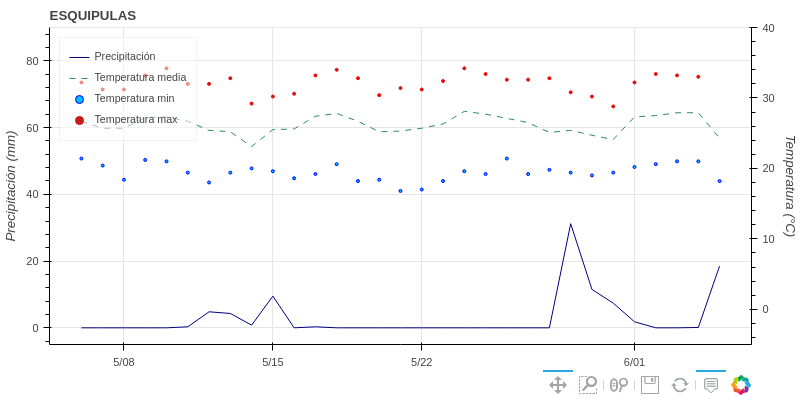 ESQUIPULAS
Precipitación
Temperatura media
Temperatura min
Temperatura max
Precipitación (mm)
80
60
40
20
0
Temperatura (°C)
40
30
20
10
0
5/08
5/15
5/22
6/01